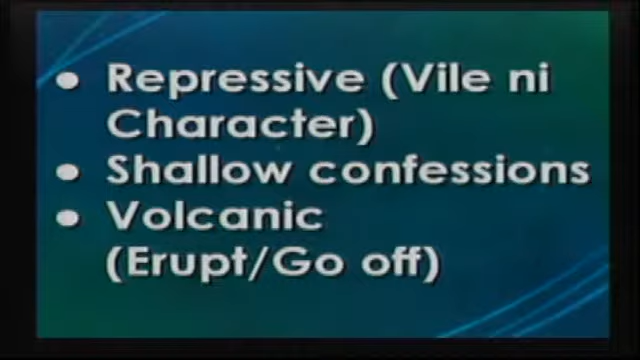 • Repressive (Vile ni
Character)
• Shallow confessions
• Volcanic
(Erupt/Go off)